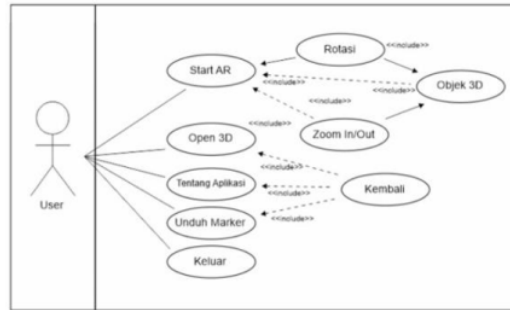 Rotasi
<<include>>
Start AR
<<include>>
<<include>>
Objek 3D
<<include>>
Open 3D
Zoom In/Out
<<include>>
Tentang Aplikasi
<<include>>
Kembali
User
Unduh Marker
<<include>>
Keluar